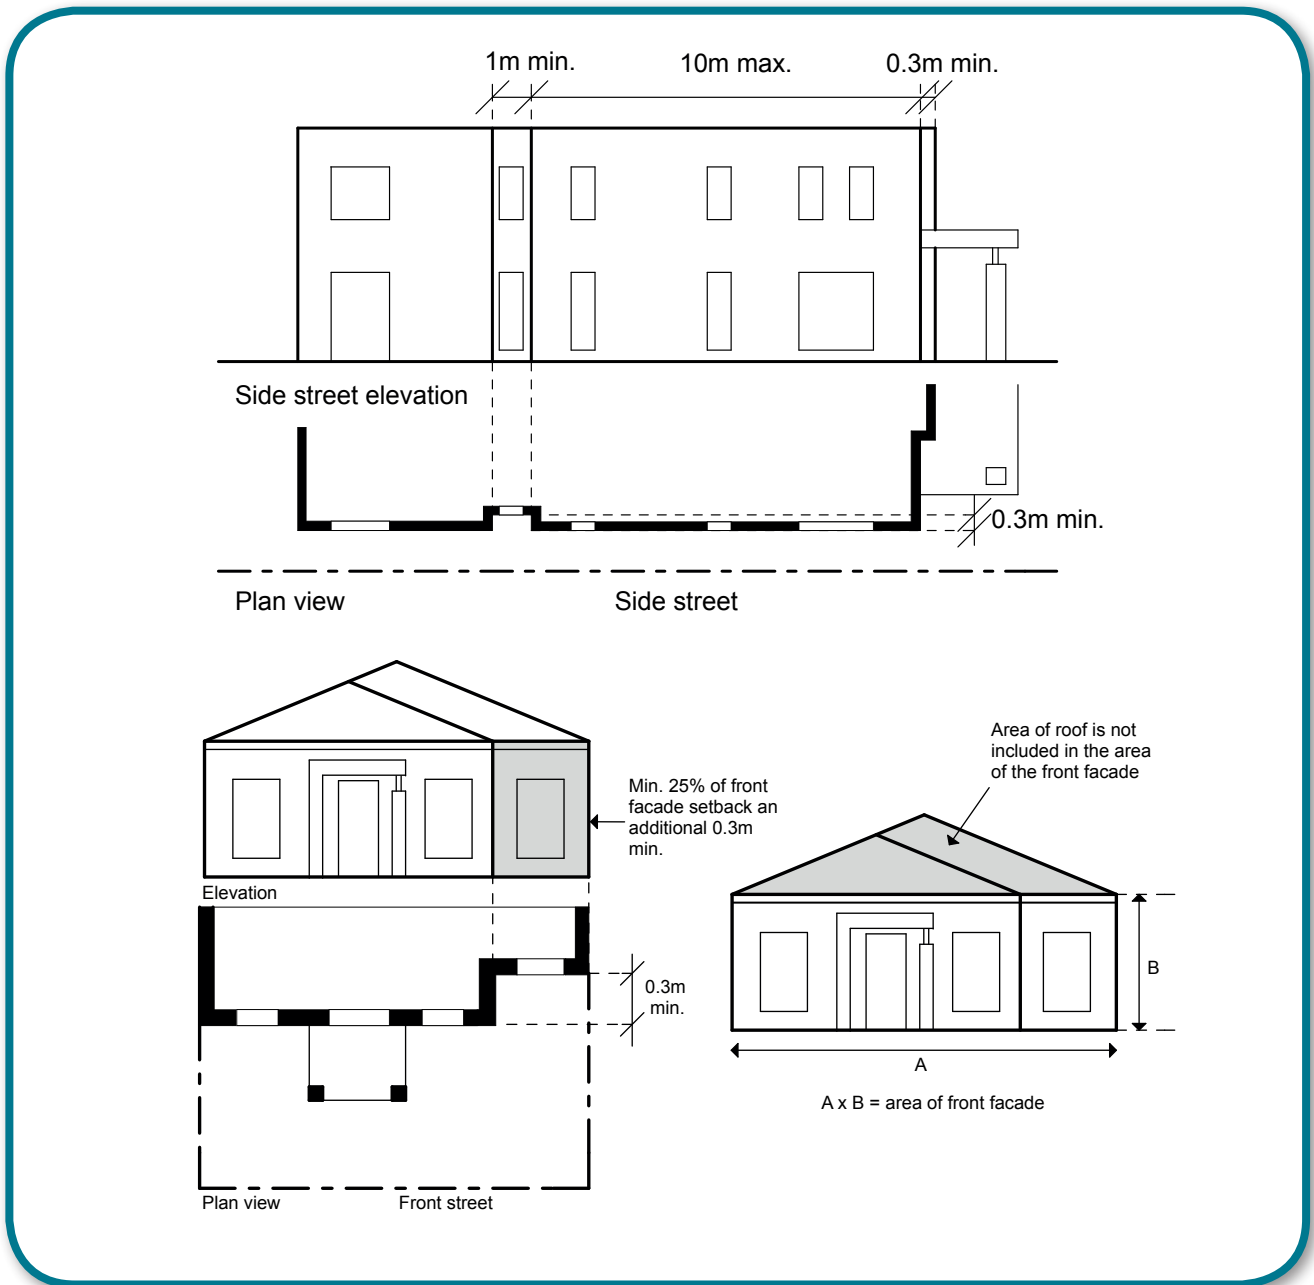 1m min.
10m max.
0.3m min.
Side street elevation
0.3m min.
Plan view
Side street
Min. 25% of front
facade setback an
additional 0.3m
min.
Elevation
0.3m
min.
Plan view
Front street
Area of roof is not
included in the area
of the front facade
B
A
A x B = area of front facade